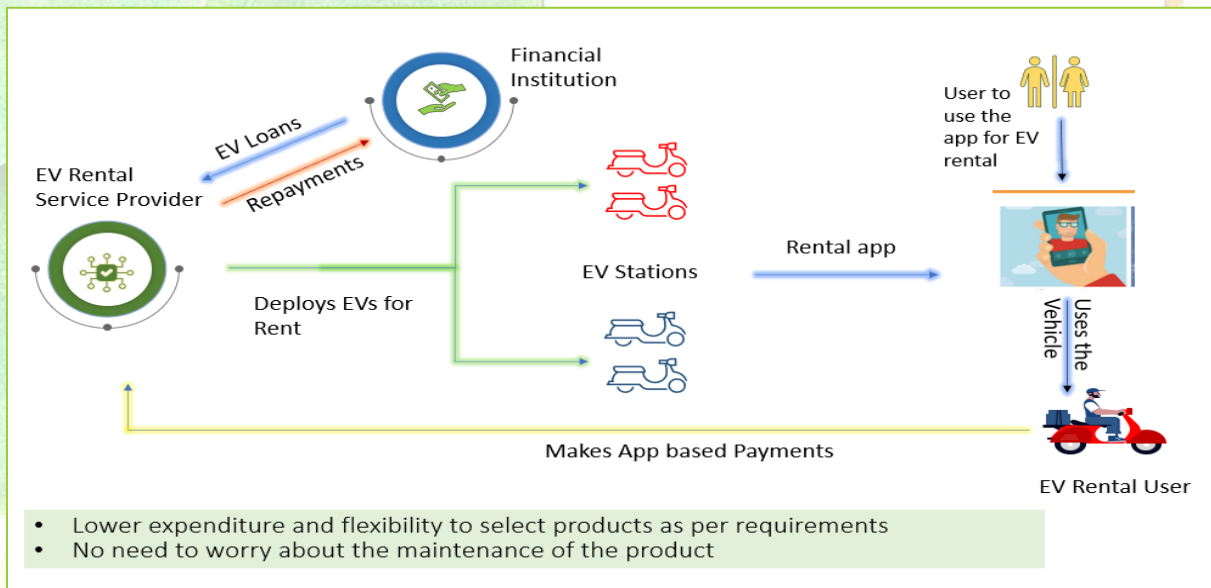 Financial
Institution
EV Loans
Repayments
EV Rental
Service Provider
Deploys EVs for
Rent
EV Stations
Rental app
User to
use the
app for EV
rental
Uses the
Vehicle
Makes App based Payments
EV Rental User
• Lower expenditure and flexibility to select products as per requirements
• No need to worry about the maintenance of the product